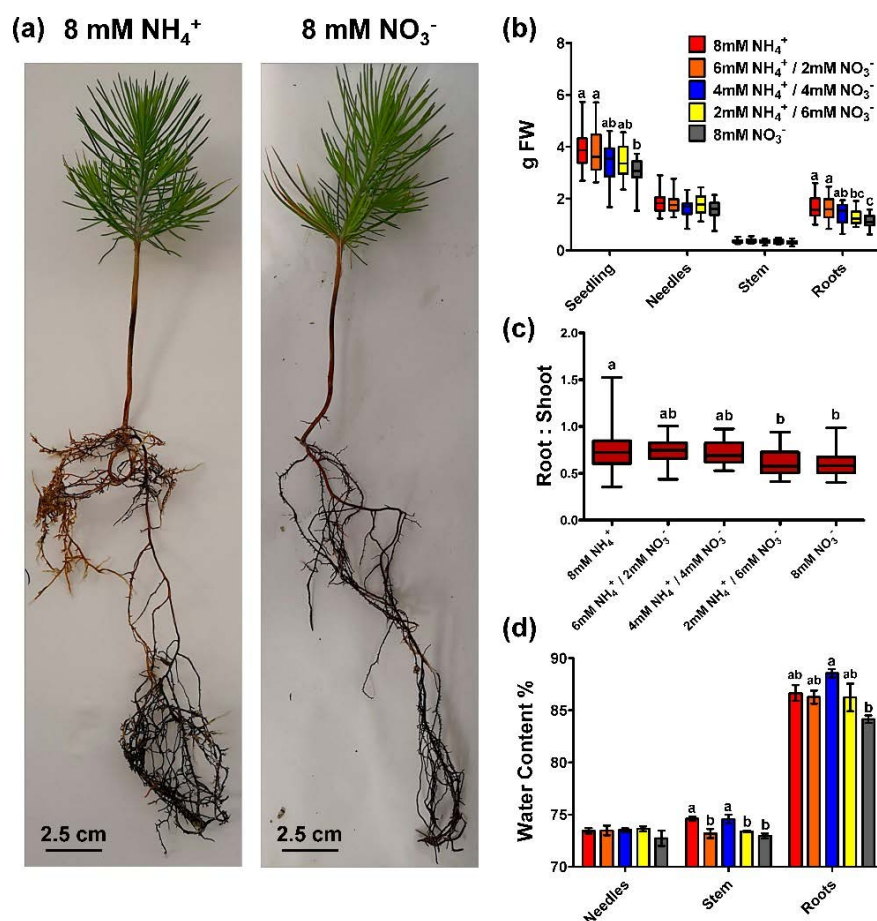 (a) 8 mM NH₄⁺ 8 mM NO₃⁻
2.5 cm
2.5 cm
(b)
8mM NH₄⁺
6mM NH₄⁺ / 2mM NO₃⁻
4mM NH₄⁺ / 4mM NO₃⁻
2mM NH₄⁺ / 6mM NO₃⁻
8mM NO₃⁻
g FW
8
6
4
2
0
a a ab ab b
a a ab bc c
Seedling Needles Stem Roots
(c)
Root : Shoot
2.0
1.5
1.0
0.5
0.0
a ab ab b b
8mM NH₄⁺
6mM NH₄⁺ / 2mM NO₃⁻
4mM NH₄⁺ / 4mM NO₃⁻
2mM NH₄⁺ / 6mM NO₃⁻
8mM NO₃⁻
(d)
Water Content %
90
85
80
75
70
a b a b b
ab ab a ab b
Needles Stem Roots